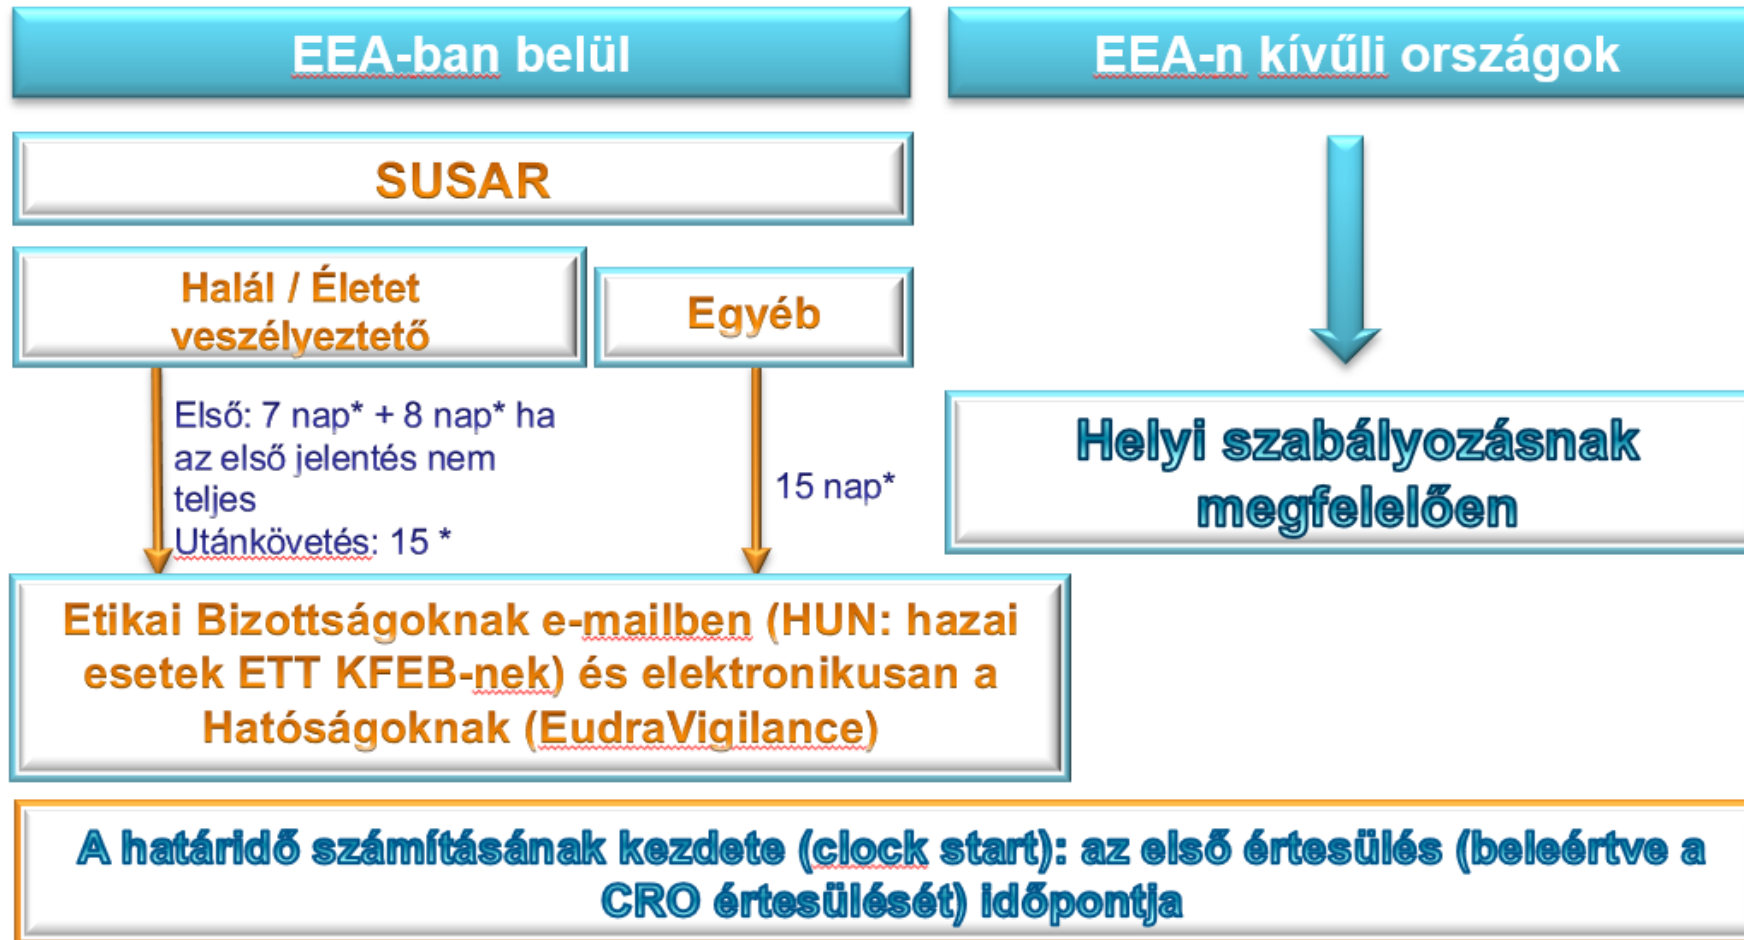 EEA-ban belül
EEA-n kívűli országok
SUSAR
Halál / Életet
veszélyeztető
Egyéb
Első: 7 nap* + 8 nap* ha
az első jelentés nem
teljes
Utánkövetés: 15 *
15 nap*
Helyi szabályozásnak
megfelelően
Etikai Bizottságoknak e-mailben (HUN: hazai
esetek ETT KFEB-nek) és elektronikusan a
Hatóságoknak (EudraVigilance)
A határidő számításának kezdete (clock start): az első értesülés (beleértve a
CRO értesülését) időpontja